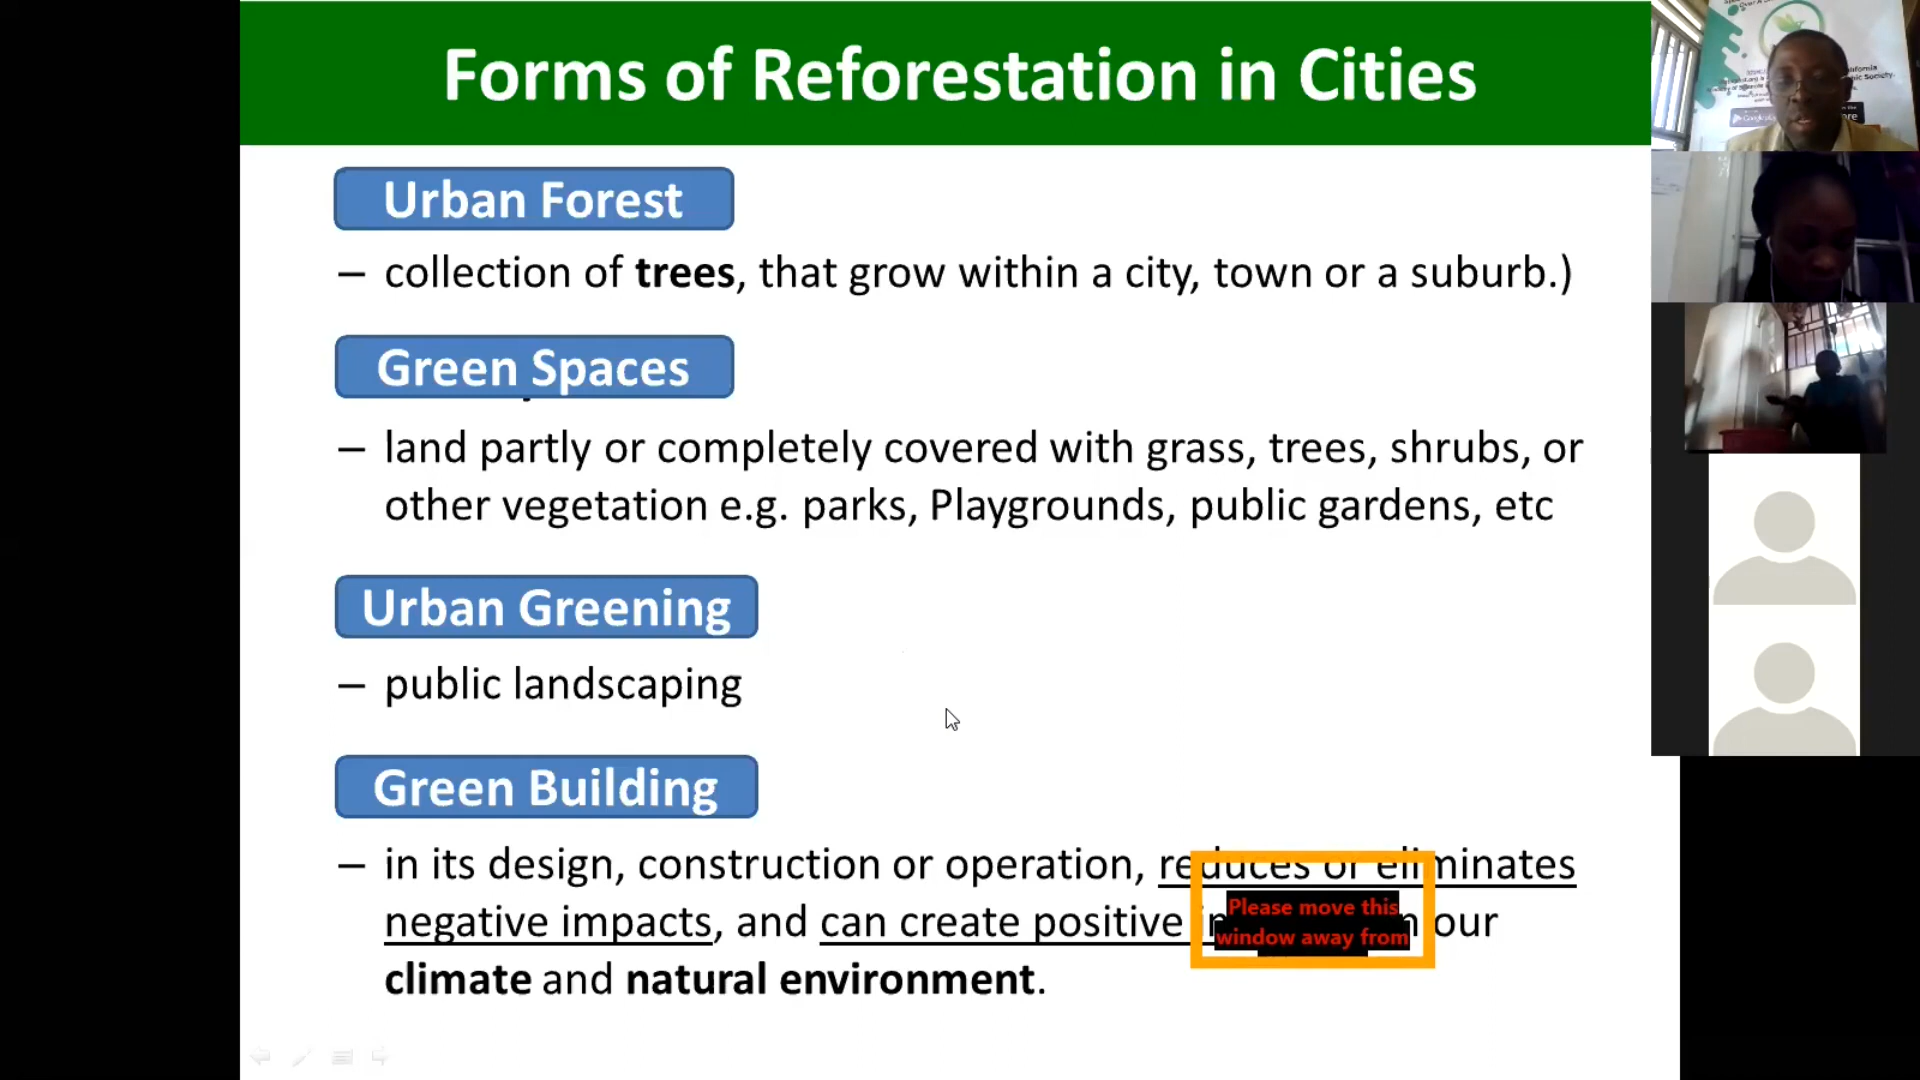 Forms of Reforestation in Cities
Urban Forest
– collection of trees, that grow within a city, town or a suburb.)
Green Spaces
– land partly or completely covered with grass, trees, shrubs, or
other vegetation e.g. parks, Playgrounds, public gardens, etc
Urban Greening
– public landscaping
Green Building
– in its design, construction or operation, reduces or eliminates
negative impacts, and can create positive our
climate and natural environment.
Please move this
window away from
Society.